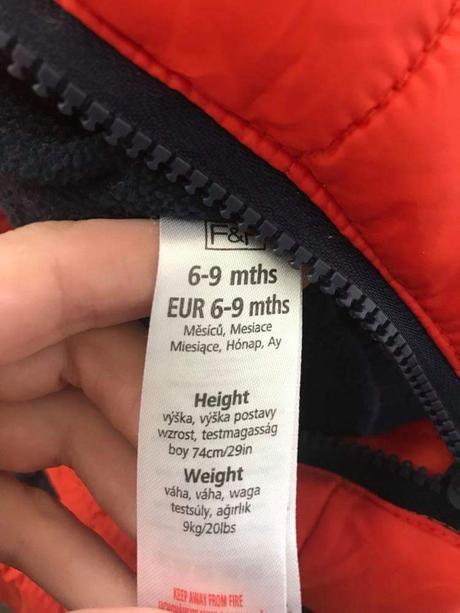 F&F
6-9 mths
EUR 6-9 mths
Měsíců, Mesiace
Miesiące, Hónap, Ay
Height
výška, výška postavy
wzrost, testmagasság
boy 74cm/29in
Weight
váha, váha, waga
testsúly, ağırlık
9kg/20lbs
KEEP AWAY FROM FIRE